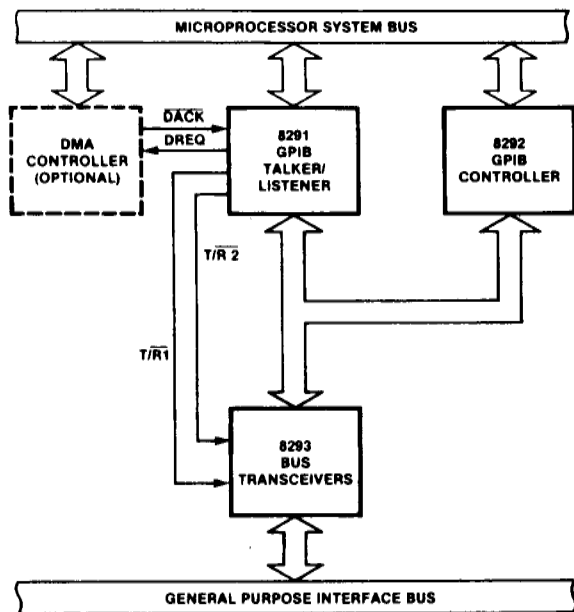 MICROPROCESSOR SYSTEM BUS
DMA
CONTROLLER
(OPTIONAL)
DACK
DREQ
8291
GPIB
TALKER/
LISTENER
8292
GPIB
CONTROLLER
T/R 2
T/R1
8293
BUS
TRANSCEIVERS
GENERAL PURPOSE INTERFACE BUS